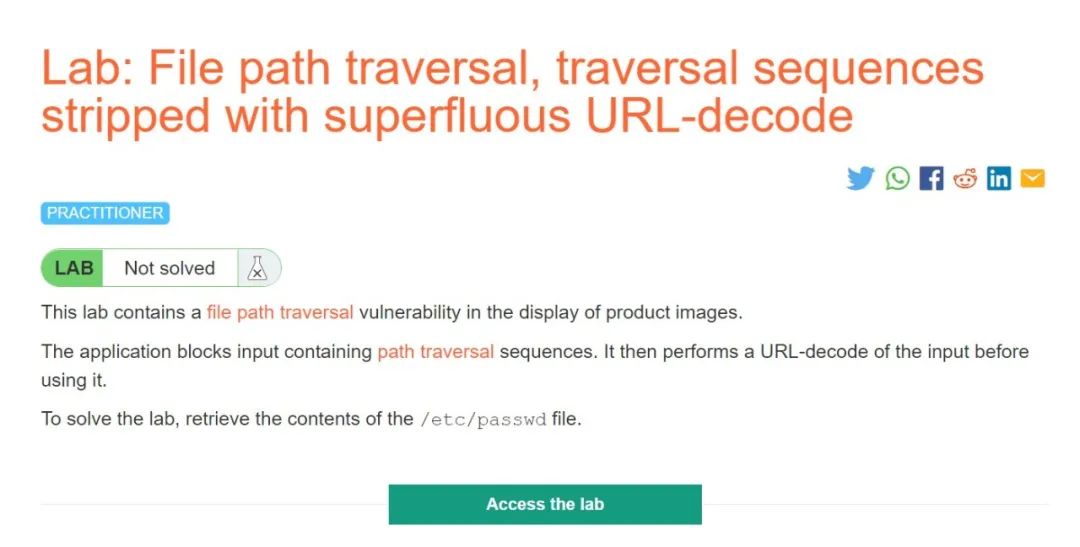 Lab: File path traversal, traversal sequences
stripped with superfluous URL-decode
PRACTITIONER
LAB Not solved
This lab contains a file path traversal vulnerability in the display of product images.
The application blocks input containing path traversal sequences. It then performs a URL-decode of the input before
using it.
To solve the lab, retrieve the contents of the /etc/passwd file.
Access the lab